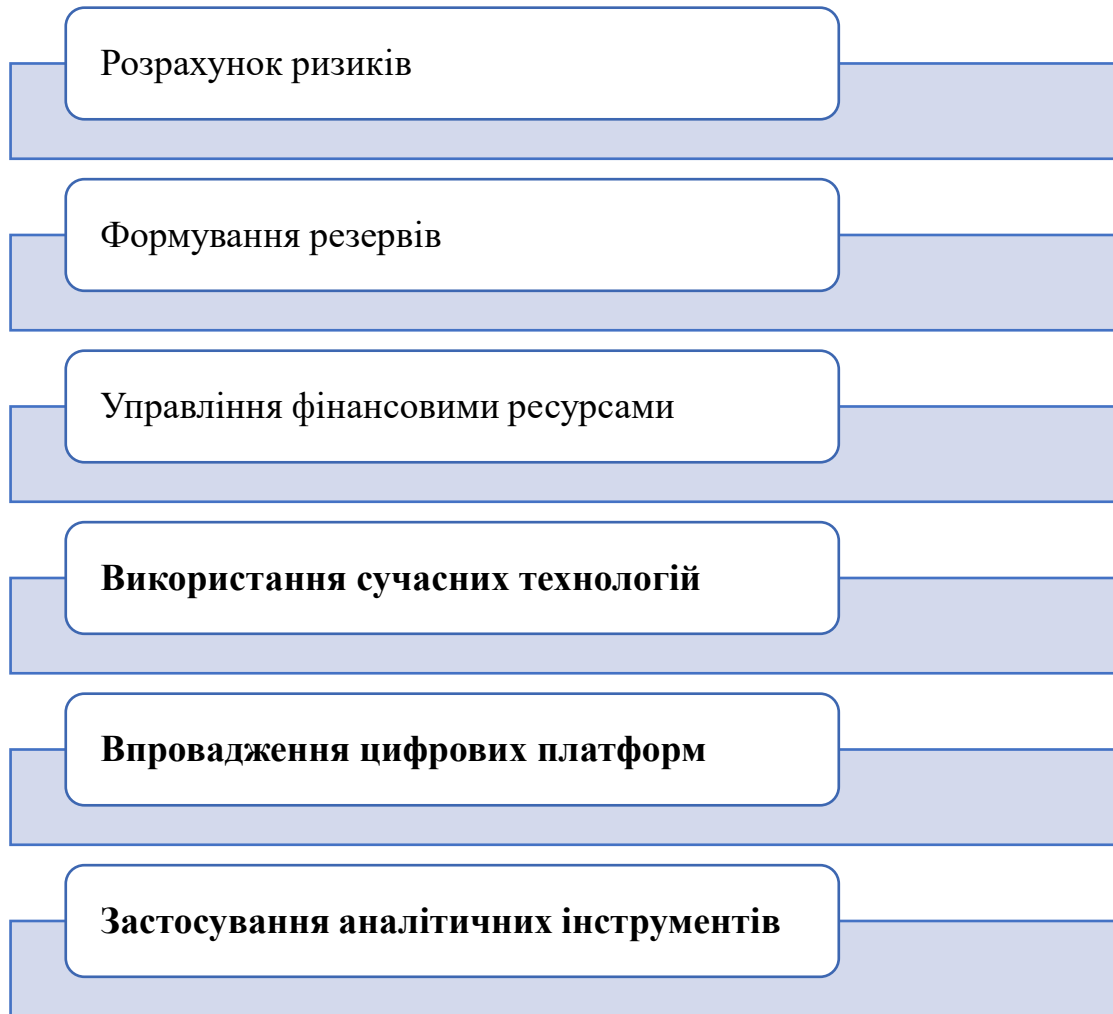 Розрахунок ризиків
Формування резервів
Управління фінансовими ресурсами
Використання сучасних технологій
Впровадження цифрових платформ
Застосування аналітичних інструментів